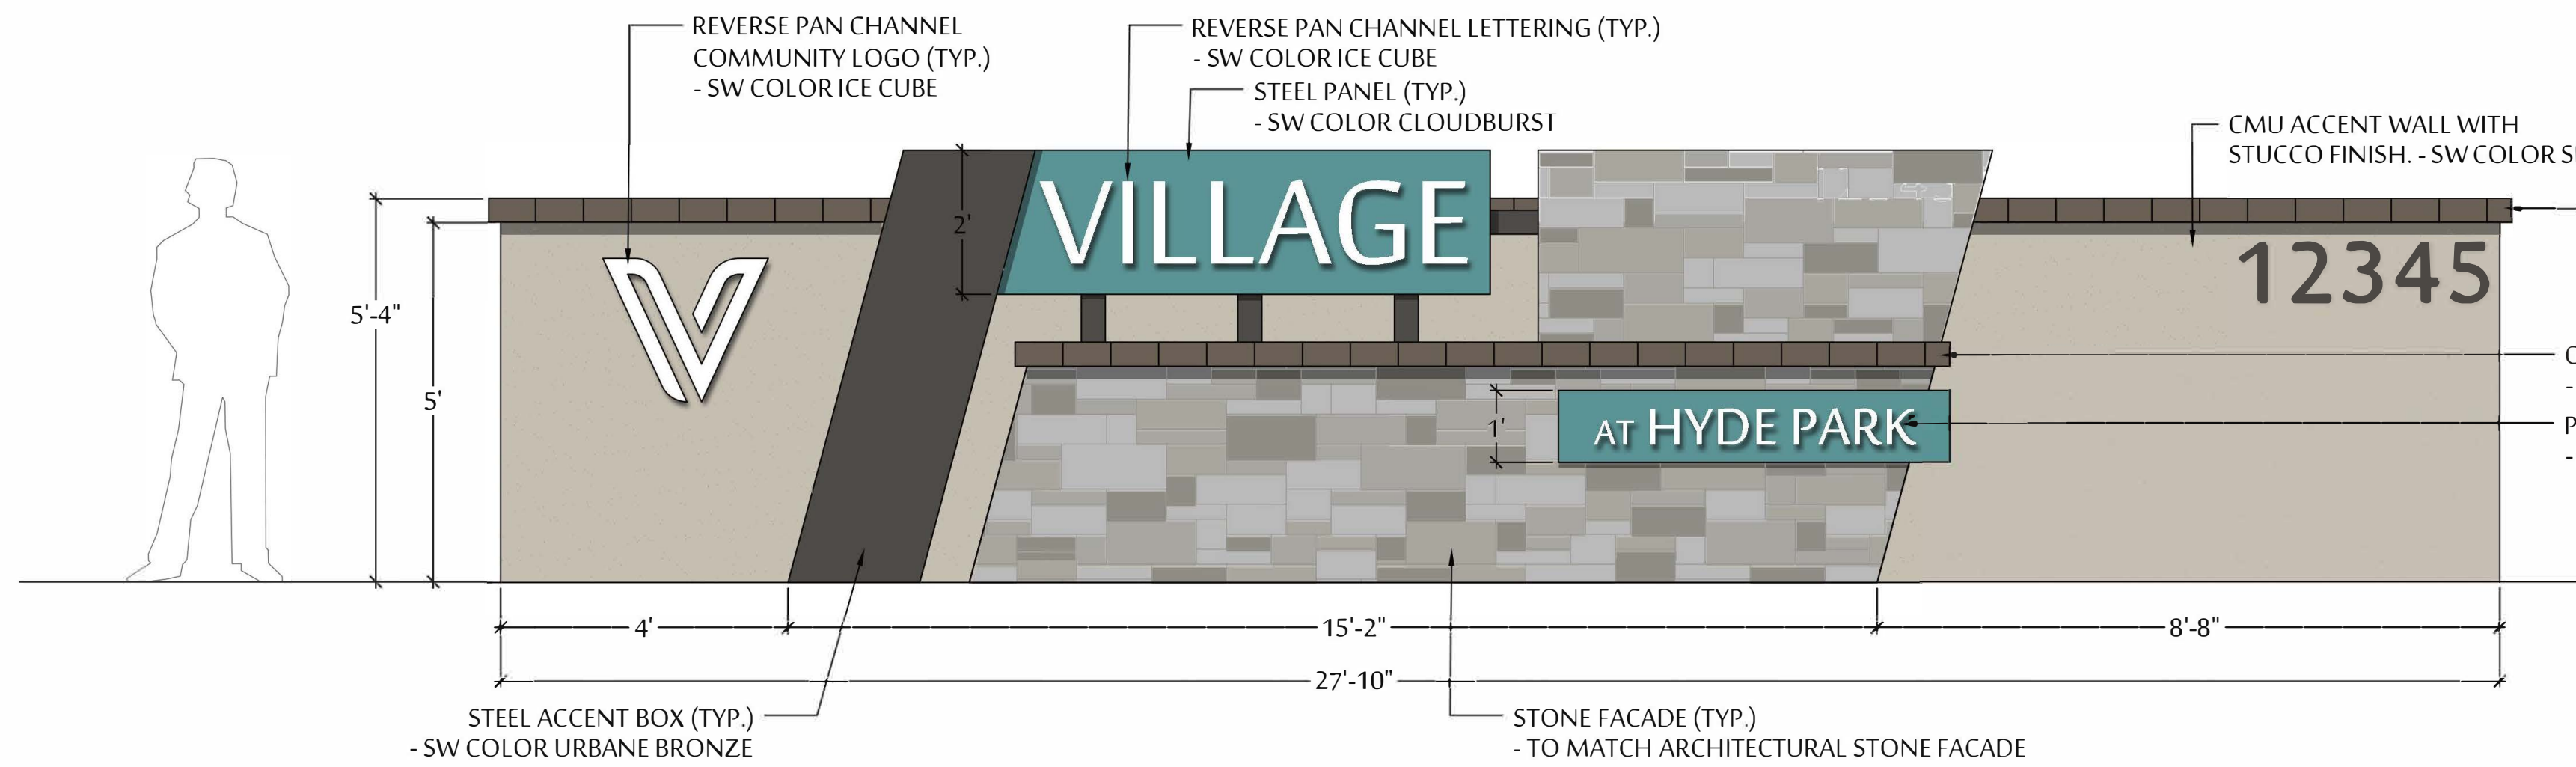 REVERSE PAN CHANNEL
COMMUNITY LOGO (TYP.)
- SW COLOR ICE CUBE
REVERSE PAN CHANNEL LETTERING (TYP.)
- SW COLOR ICE CUBE
STEEL PANEL (TYP.)
- SW COLOR CLOUDBURST
CMU ACCENT WALL WITH
STUCCO FINISH. - SW COLOR
5'-4"
5'
2'
VILLAGE
12345
1'
AT HYDE PARK
4'
15'-2"
8'-8"
27'-10"
STEEL ACCENT BOX (TYP.)
- SW COLOR URBANE BRONZE
STONE FACADE (TYP.)
- TO MATCH ARCHITECTURAL STONE FACADE